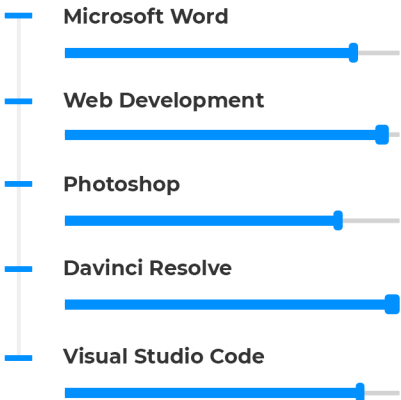 Microsoft Word
Web Development
Photoshop
Davinci Resolve
Visual Studio Code